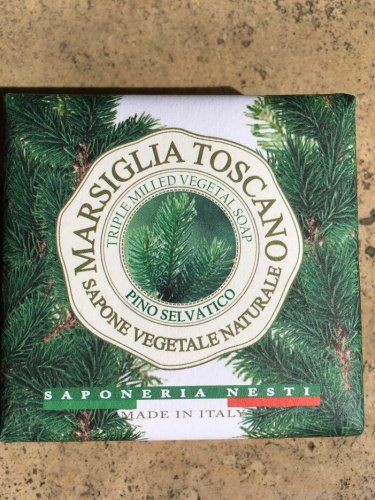 MARSIGLIA TOSCANO
TRIPLE MILLED VEGETAL SOAP
PINO SELVATICO
SAPONE VEGETALE NATURALE
SAPONERIA NESTI
MADE IN ITALY